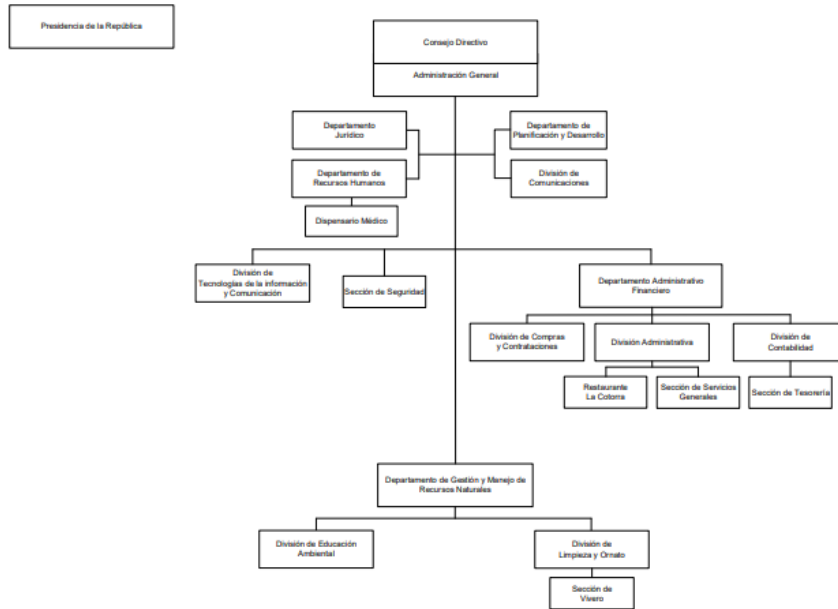 Presidencia de la República
Consejo Directivo
Administración General
Departamento
Jurídico
Departamento de
Planificación y Desarrollo
Departamento de
Recursos Humanos
División de
Comunicaciones
Dispensario Médico
División de
Tecnologías de la información
y Comunicación
Sección de Seguridad
Departamento Administrativo
Financiero
División de Compras
y Contrataciones
División Administrativa
División de
Contabilidad
Restaurante
La Cotorra
Sección de Servicios
Generales
Sección de Tesorería
Departamento de Gestión y Manejo de
Recursos Naturales
División de Educación
Ambiental
División de
Limpieza y Ornato
Sección de
Vivero